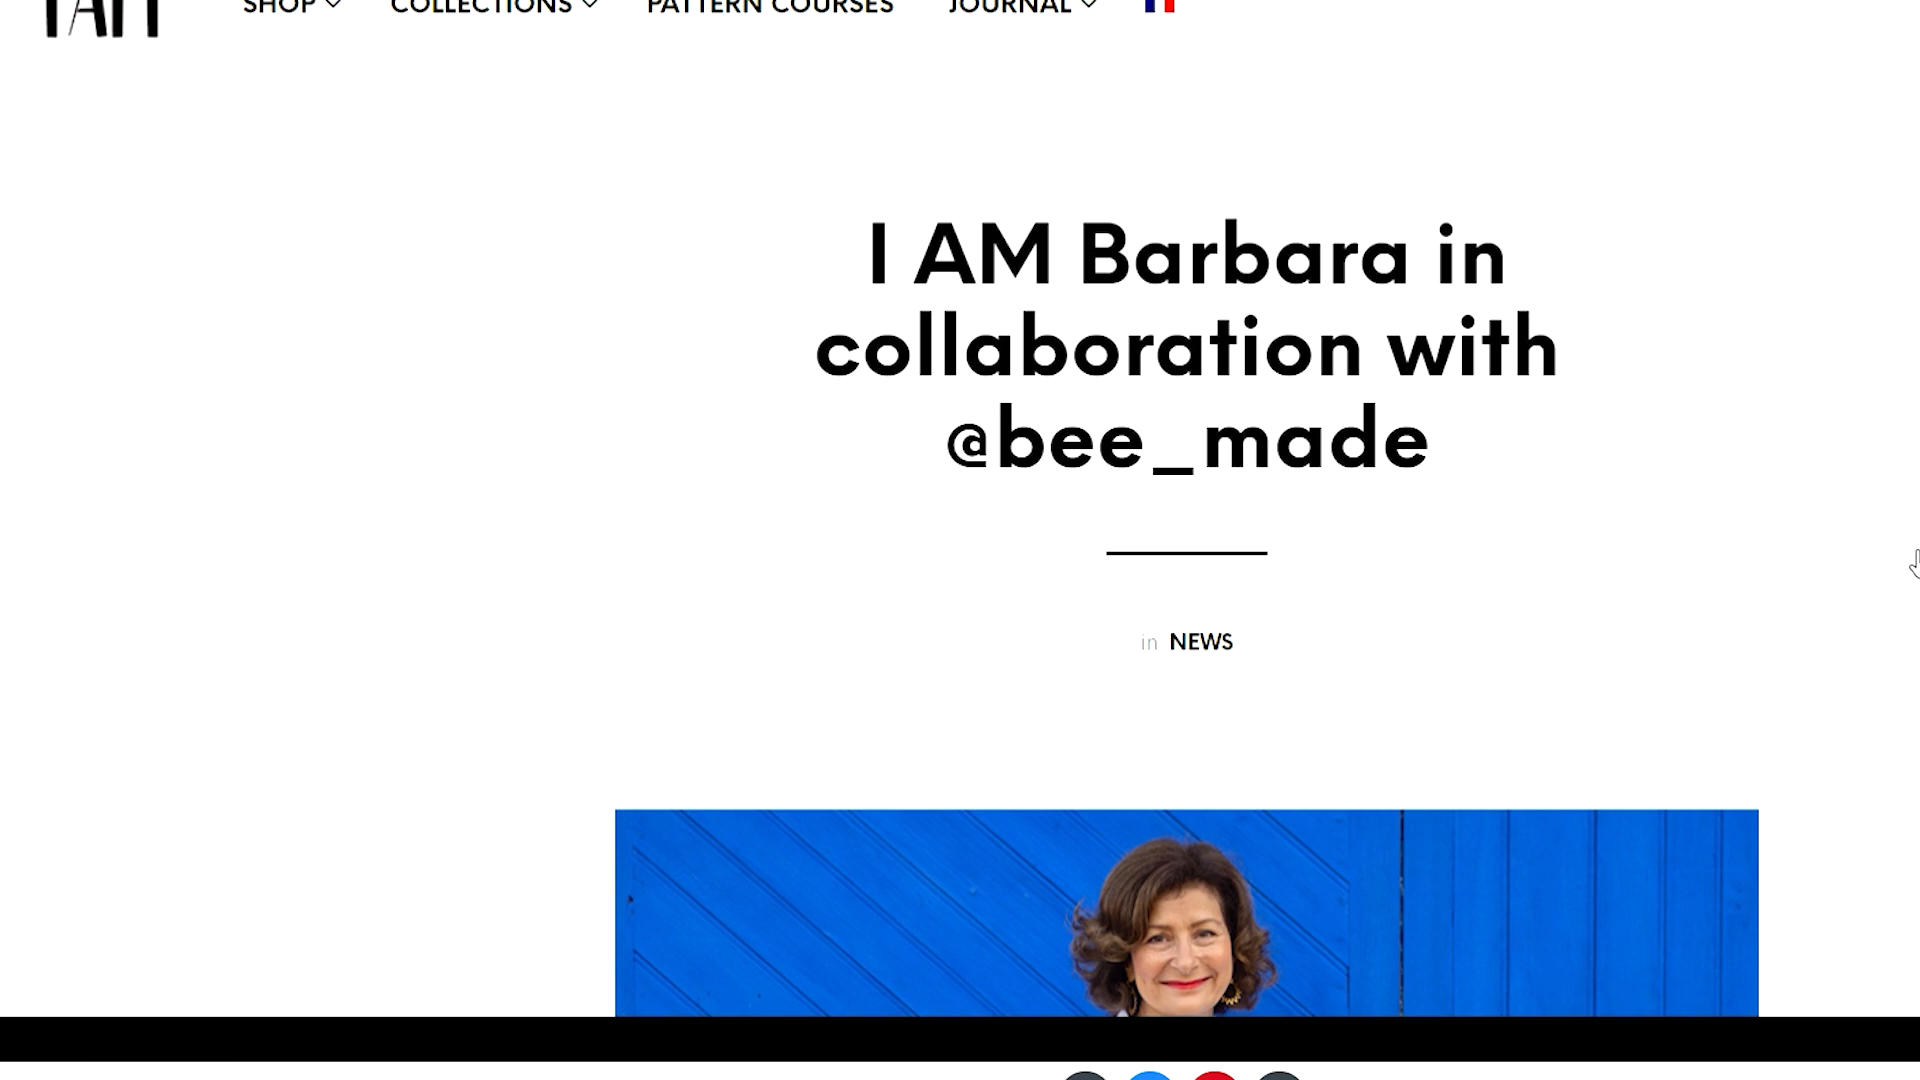 SHOP COLLECTIONS PATTERN COURSES JOURNAL
I AM Barbara in
collaboration with
@bee_made
in NEWS